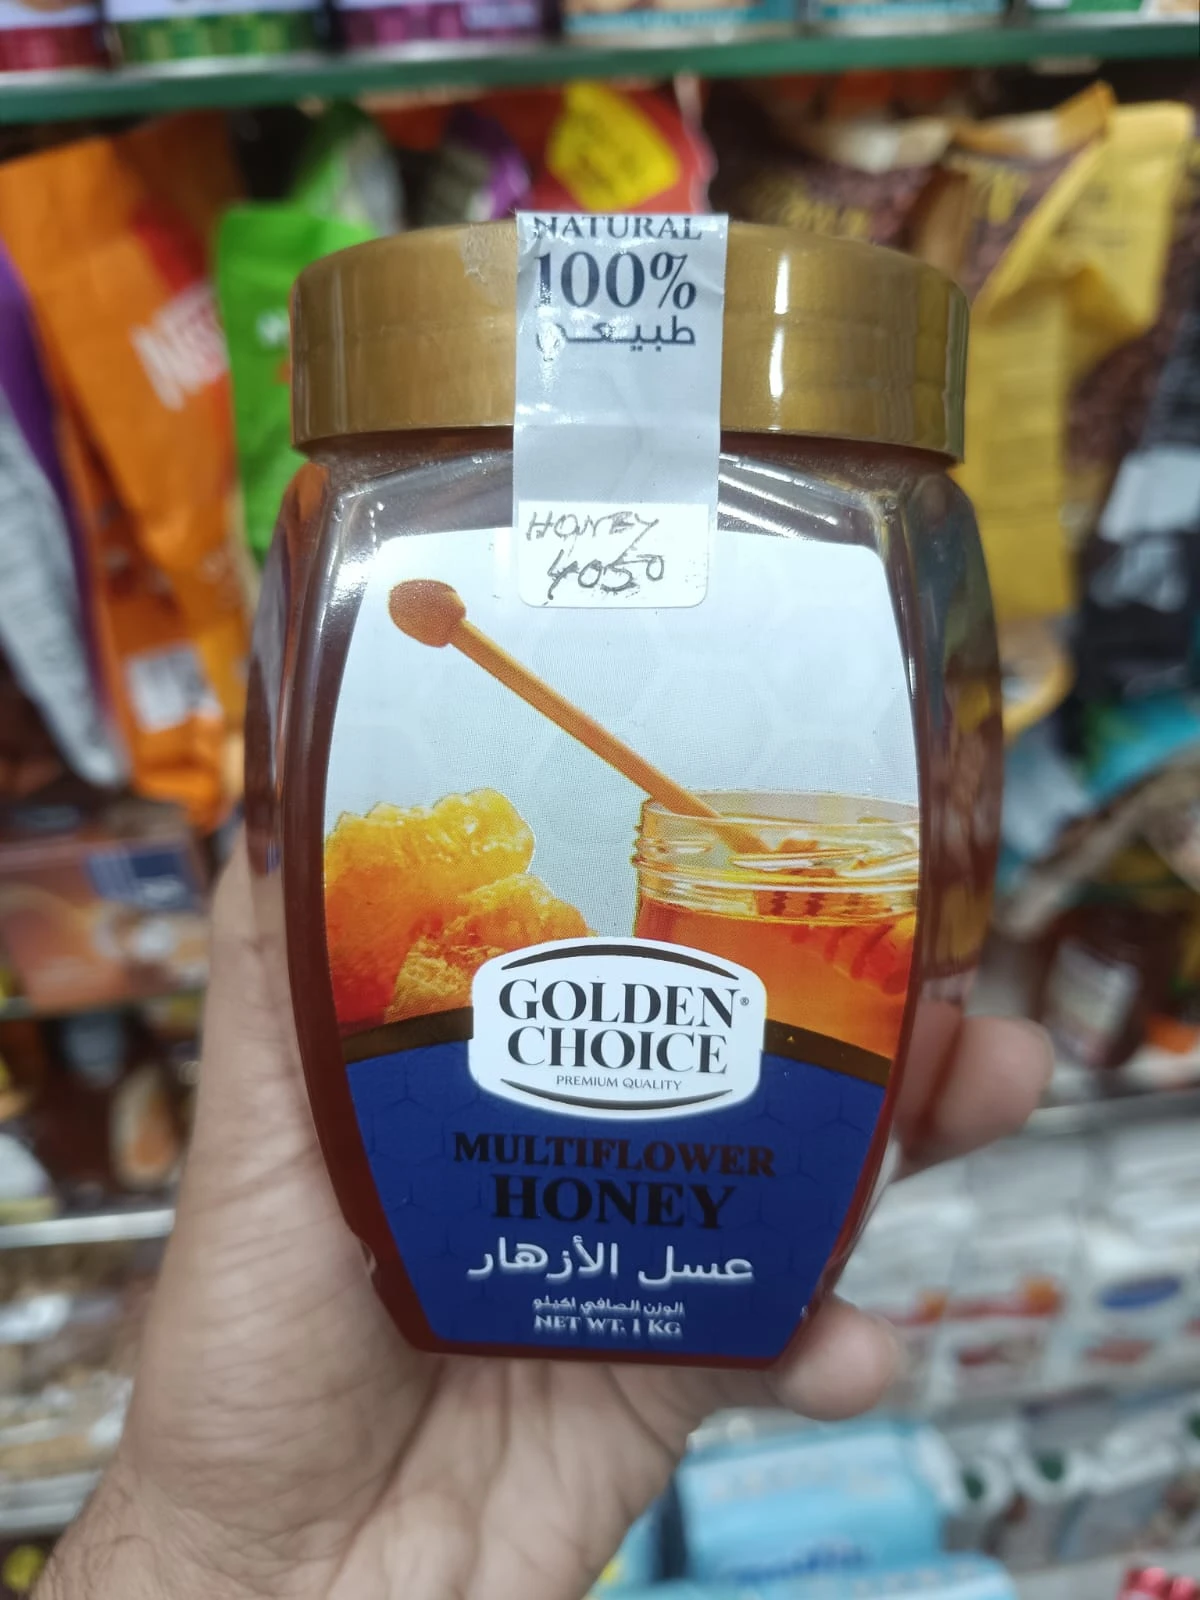 NATURAL
100%
طبيعي
HONEY
4050
GOLDEN®
CHOICE
PREMIUM QUALITY
MULTIFLOWER
HONEY
عسل الأزهار
الوزن الصافي اكيلو
NET WT. 1 KG